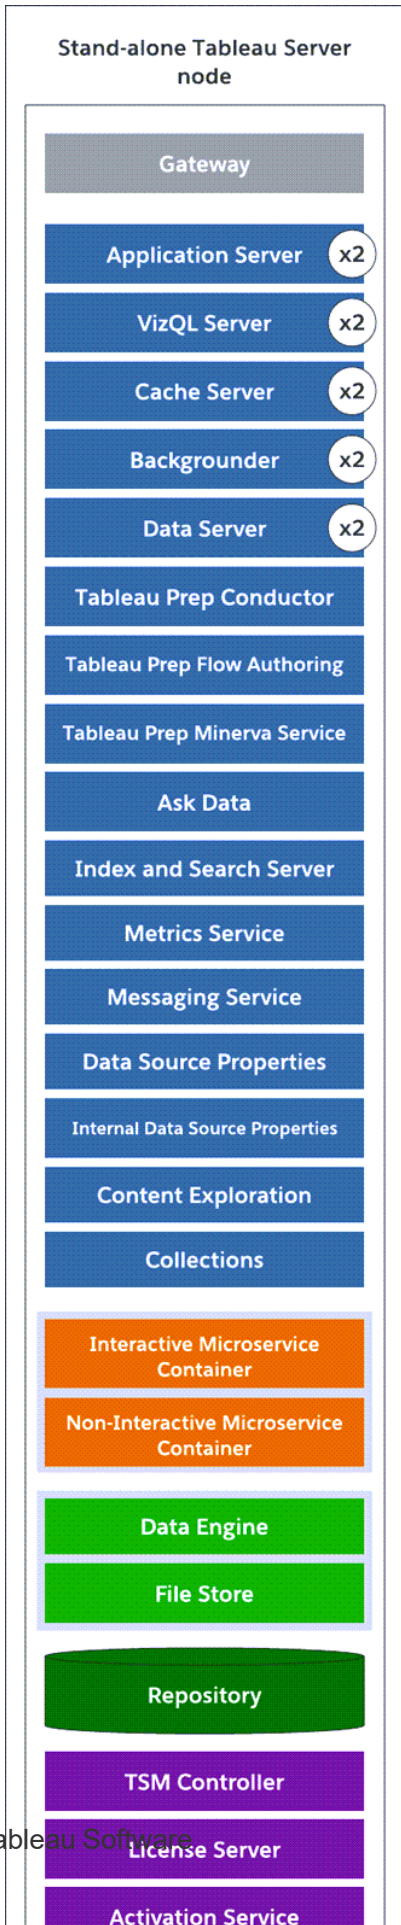 Stand-alone Tableau Server
node
Gateway
Application Server x2
VizQL Server x2
Cache Server x2
Backgrounder x2
Data Server x2
Tableau Prep Conductor
Tableau Prep Flow Authoring
Tableau Prep Minerva Service
Ask Data
Index and Search Server
Metrics Service
Messaging Service
Data Source Properties
Internal Data Source Properties
Content Exploration
Collections
Interactive Microservice
Container
Non-Interactive Microservice
Container
Data Engine
File Store
Repository
TSM Controller
ableau Software
License Server
Activation Service